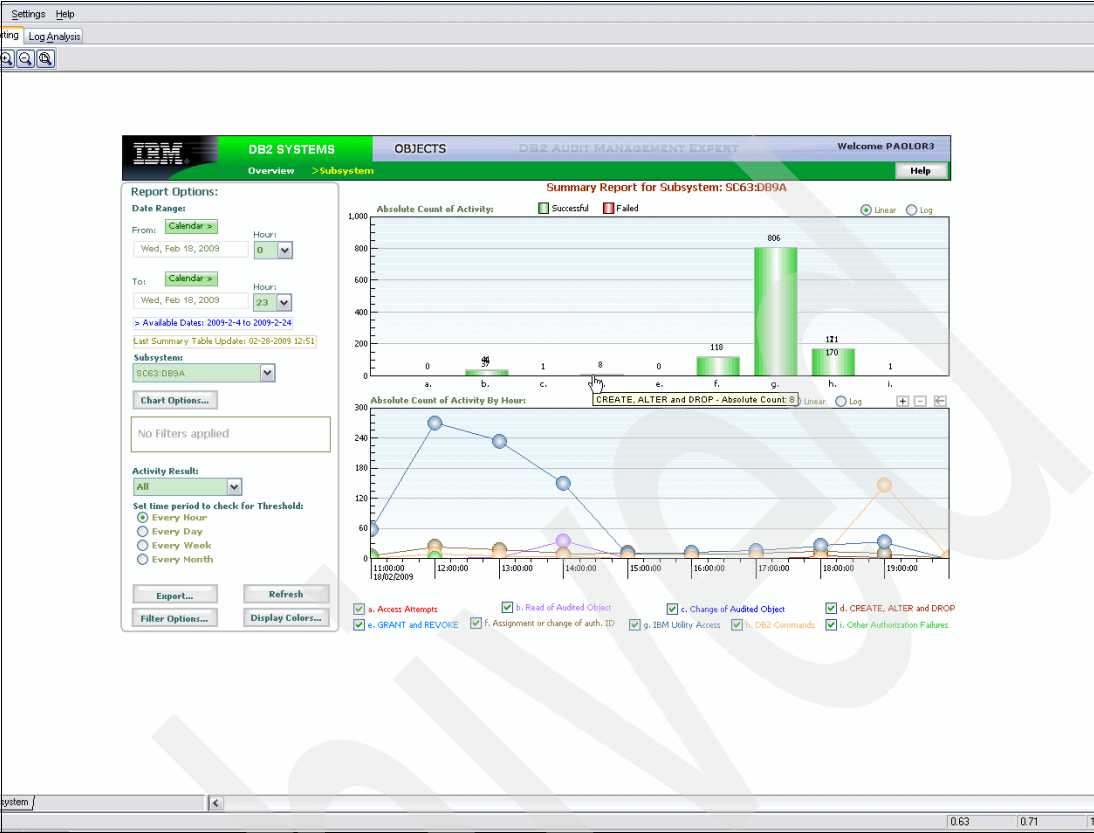 Settings Help
ting Log Analysis
IBM. DB2 SYSTEMS OBJECTS DB2 AUDIT MANAGEMENT EXPERT Welcome PAOLOR3
Overview >Subsystem Help
Report Options:
Date Range:
From: Calendar > Hour:
Wed, Feb 18, 2009 0
To: Calendar > Hour:
Wed, Feb 18, 2009 23
> Available Dates: 2009-2-4 to 2009-2-24
Last Summary Table Update: 02-28-2009 12:51
Subsystem:
SC63:DB9A
Chart Options...
No Filters applied
Activity Result:
All
Set time period to check for Threshold:
Every Hour
Every Day
Every Week
Every Month
Export... Refresh
Filter Options... Display Colors...
Summary Report for Subsystem: SC63:DB9A
Absolute Count of Activity: Successful Failed Linear Log
1,000
800
600
400
200
0
0 1 8 0 118 806 170 1
a. b. c. e. f. g. h. i.
CREATE, ALTER and DROP - Absolute Count: 8
Absolute Count of Activity By Hour: Linear Log
300
240
180
120
60
0
11:00:00 12:00:00 13:00:00 14:00:00 15:00:00 16:00:00 17:00:00 18:00:00 19:00:00
18/02/2009
a. Access Attempts b. Read of Audited Object c. Change of Audited Object d. CREATE, ALTER and DROP
e. GRANT and REVOKE f. Assignment or change of auth. ID g. IBM Utility Access h. DB2 Commands i. Other Authorization Failures
system
0.63 0.71 1